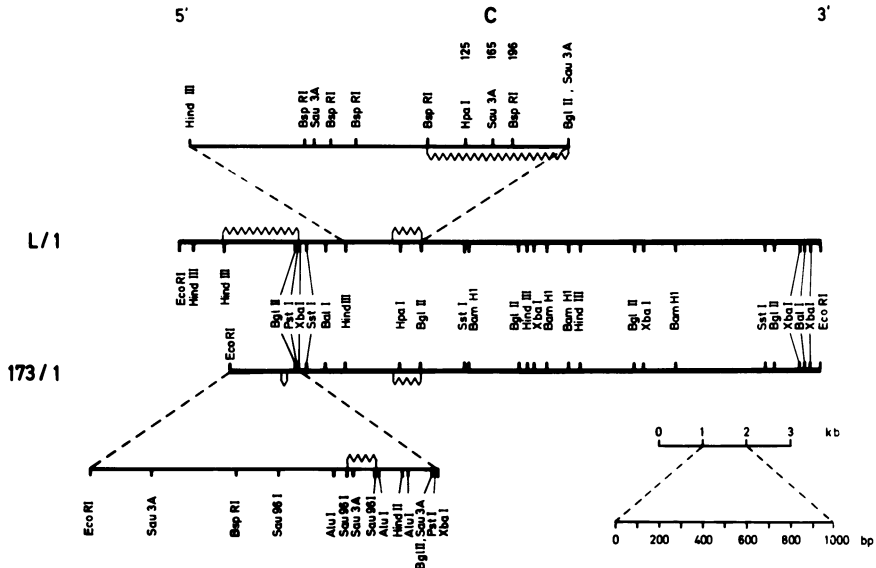 5' C 3'
125 165 196
Hind III
Bsp RI
Sau 3A
Bsp RI
Bsp RI
Bsp RI
Hpa I
Sau 3A
Bsp RI
Bgl II , Sau 3A
L / 1
Eco RI
Hind III
Hind III
Bgl II
Pst I
Xba I
Sst I
Bal I
Hind III
Hpa I
Bgl II
Sst I
Bam H1
Bgl II
Hind III
Xba I
Bam H1
Bam H1
Hind III
Bgl II
Xba I
Bam H1
Sst I
Bgl II
Xba I
Bal I
Xba I
Eco RI
Eco RI
173 / 1
0 1 2 3 kb
Eco RI
Sau 3A
Bsp RI
Sau 96 I
Alu I
Sau 96 I
Sau 3A
Sau 96 I
Alu I
Hind II
Alu I
Bgl II, Sau 3A
Pst I
Xba I
0 200 400 600 800 1000 bp